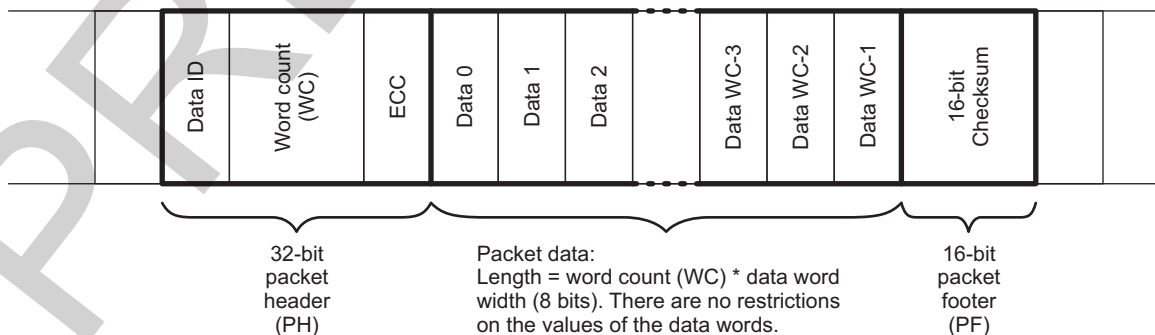 Data ID
Word count
(WC)
ECC
Data 0
Data 1
Data 2
Data WC-3
Data WC-2
Data WC-1
16-bit
Checksum
32-bit
packet
header
(PH)
Packet data:
Length = word count (WC) * data word
width (8 bits). There are no restrictions
on the values of the data words.
16-bit
packet
footer
(PF)